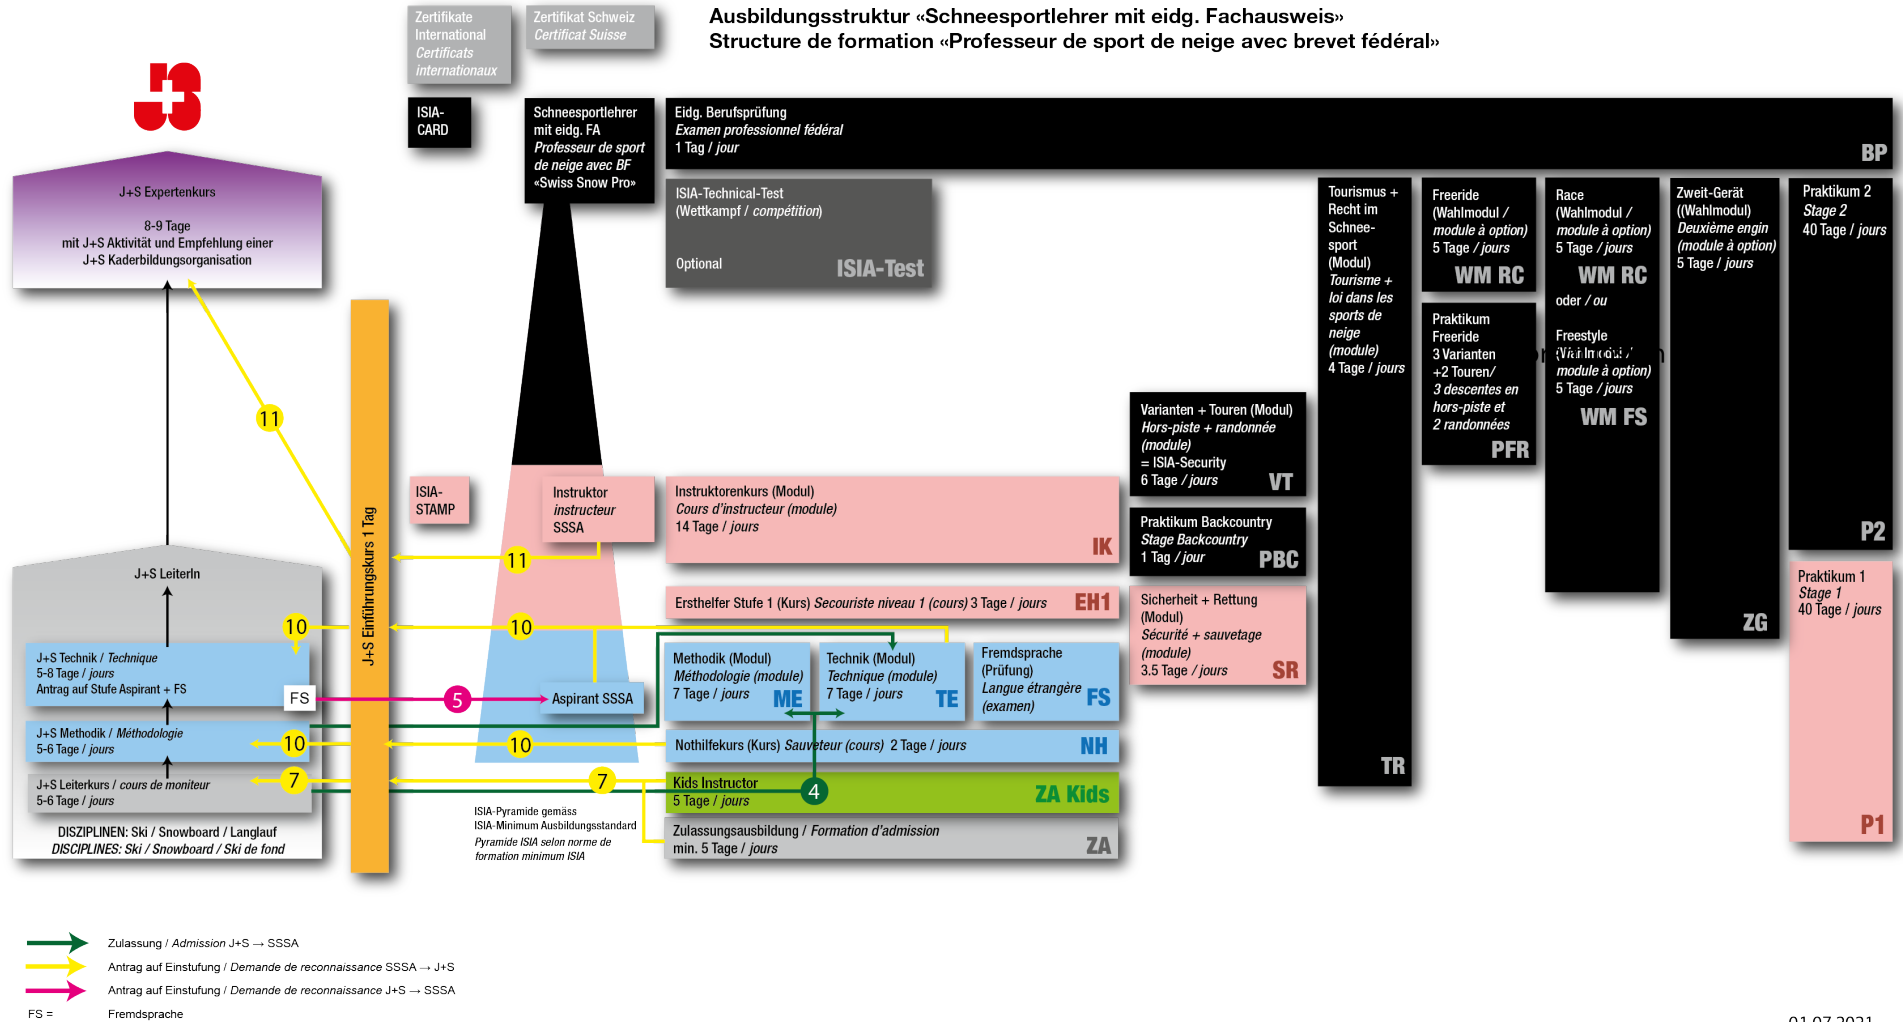 Zertifikate
International
Certificats
internationaux
Zertifikat Schweiz
Certificat Suisse
Ausbildungsstruktur «Schneesportlehrer mit eidg. Fachausweis»
Structure de formation «Professeur de sport de neige avec brevet fédéral»
ISIA-
CARD
Schneesportlehrer
mit eidg. FA
Professeur de sport
de neige avec BF
«Swiss Snow Pro»
Eidg. Berufsprüfung
Examen professionnel fédéral
1 Tag / jour
BP
J+S Expertenkurs
8-9 Tage
mit J+S Aktivität und Empfehlung einer
J+S Kaderbildungsorganisation
ISIA-Technical-Test
(Wettkampf / compétition)
Optional
ISIA-Test
Tourismus +
Recht im
Schnee-
sport
(Modul)
Tourisme +
loi dans les
sports de
neige
(module)
4 Tage / jours
TR
Freeride
(Wahlmodul /
module à option)
5 Tage / jours
WM RC
Praktikum
Freeride
3 Varianten
+2 Touren/
3 descentes en
hors-piste et
2 randonnées
PFR
Race
(Wahlmodul /
module à option)
5 Tage / jours
WM RC
oder / ou
Freestyle
(Wahlmodul /
module à option)
5 Tage / jours
WM FS
Zweit-Gerät
((Wahlmodul)
Deuxième engin
(module à option)
5 Tage / jours
ZG
Praktikum 2
Stage 2
40 Tage / jours
P2
Praktikum 1
Stage 1
40 Tage / jours
P1
Varianten + Touren (Modul)
Hors-piste + randonnée
(module)
= ISIA-Security
6 Tage / jours
VT
Praktikum Backcountry
Stage Backcountry
1 Tag / jour
PBC
Sicherheit + Rettung
(Modul)
Sécurité + sauvetage
(module)
3.5 Tage / jours
SR
11
J+S Einführungskurs 1 Tag
ISIA-
STAMP
Instruktor
instructeur
SSSA
11
Instruktorenkurs (Modul)
Cours d'instructeur (module)
14 Tage / jours
IK
Ersthelfer Stufe 1 (Kurs) Secouriste niveau 1 (cours) 3 Tage / jours
EH1
J+S LeiterIn
10
10
J+S Technik / Technique
5-8 Tage / jours
Antrag auf Stufe Aspirant + FS
FS
5
Aspirant SSSA
Methodik (Modul)
Méthodologie (module)
7 Tage / jours
ME
Technik (Modul)
Technique (module)
7 Tage / jours
TE
Fremdsprache
(Prüfung)
Langue étrangère
(examen)
FS
J+S Methodik / Méthodologie
5-6 Tage / jours
10
10
Nothilfekurs (Kurs) Sauveteur (cours) 2 Tage / jours
NH
J+S Leiterkurs / cours de moniteur
5-6 Tage / jours
7
7
Kids Instructor
5 Tage / jours
4
ZA Kids
DISZIPLINEN: Ski / Snowboard / Langlauf
DISCIPLINES: Ski / Snowboard / Ski de fond
ISIA-Pyramide gemäss
ISIA-Minimum Ausbildungsstandard
Pyramide ISIA selon norme de
formation minimum ISIA
Zulassungsausbildung / Formation d'admission
min. 5 Tage / jours
ZA
Zulassung / Admission J+S → SSSA
Antrag auf Einstufung / Demande de reconnaissance SSSA → J+S
Antrag auf Einstufung / Demande de reconnaissance J+S → SSSA
FS = Fremdsprache
01.07.2021